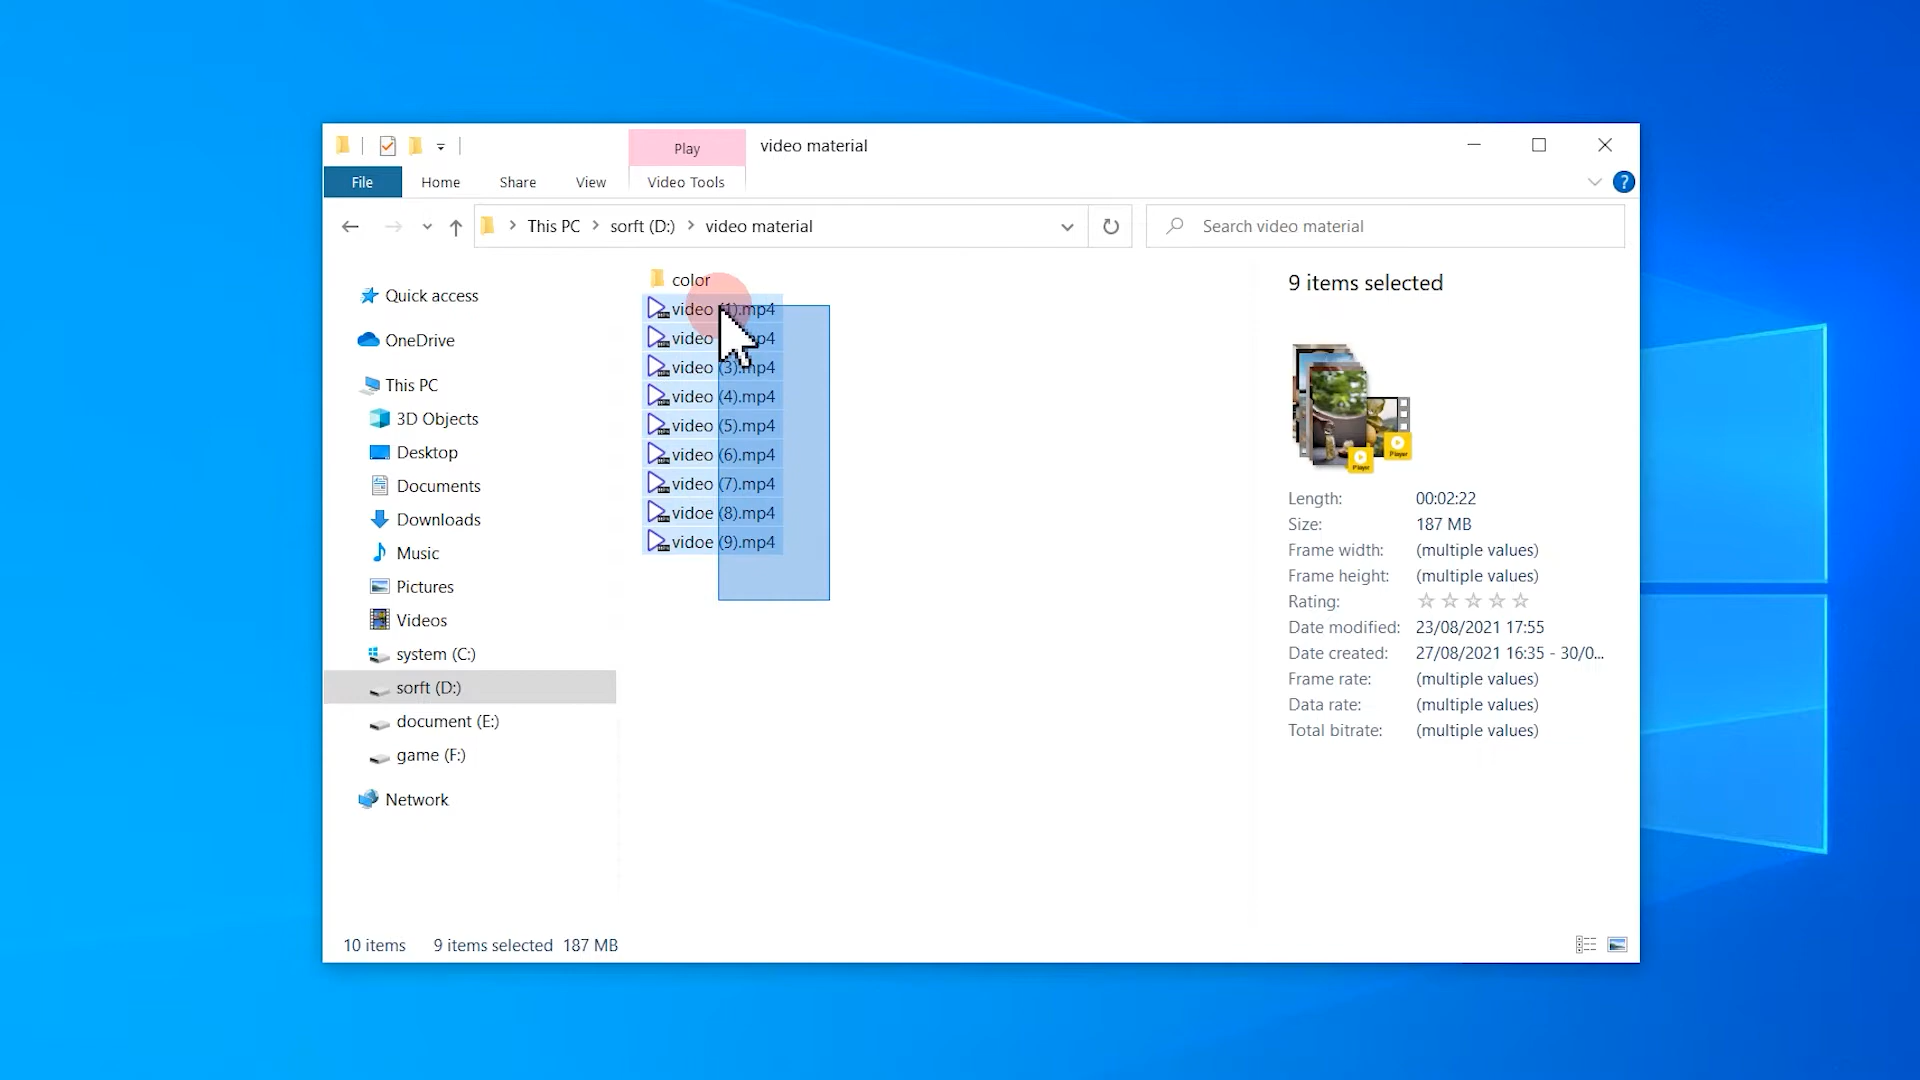 Play
video material
File
Home
Share
View
Video Tools
?
This PC
sorft (D:)
video material
Search video material
Quick access
OneDrive
This PC
3D Objects
Desktop
Documents
Downloads
Music
Pictures
Videos
system (C:)
sorft (D:)
document (E:)
game (F:)
Network
color
video (1).mp4
video .mp4
video (3).mp4
video (4).mp4
video (5).mp4
video (6).mp4
video (7).mp4
vidoe (8).mp4
vidoe (9).mp4
9 items selected
Player
Player
Length: 00:02:22
Size: 187 MB
Frame width: (multiple values)
Frame height: (multiple values)
Rating:
Date modified: 23/08/2021 17:55
Date created: 27/08/2021 16:35 - 30/0...
Frame rate: (multiple values)
Data rate: (multiple values)
Total bitrate: (multiple values)
10 items
9 items selected
187 MB